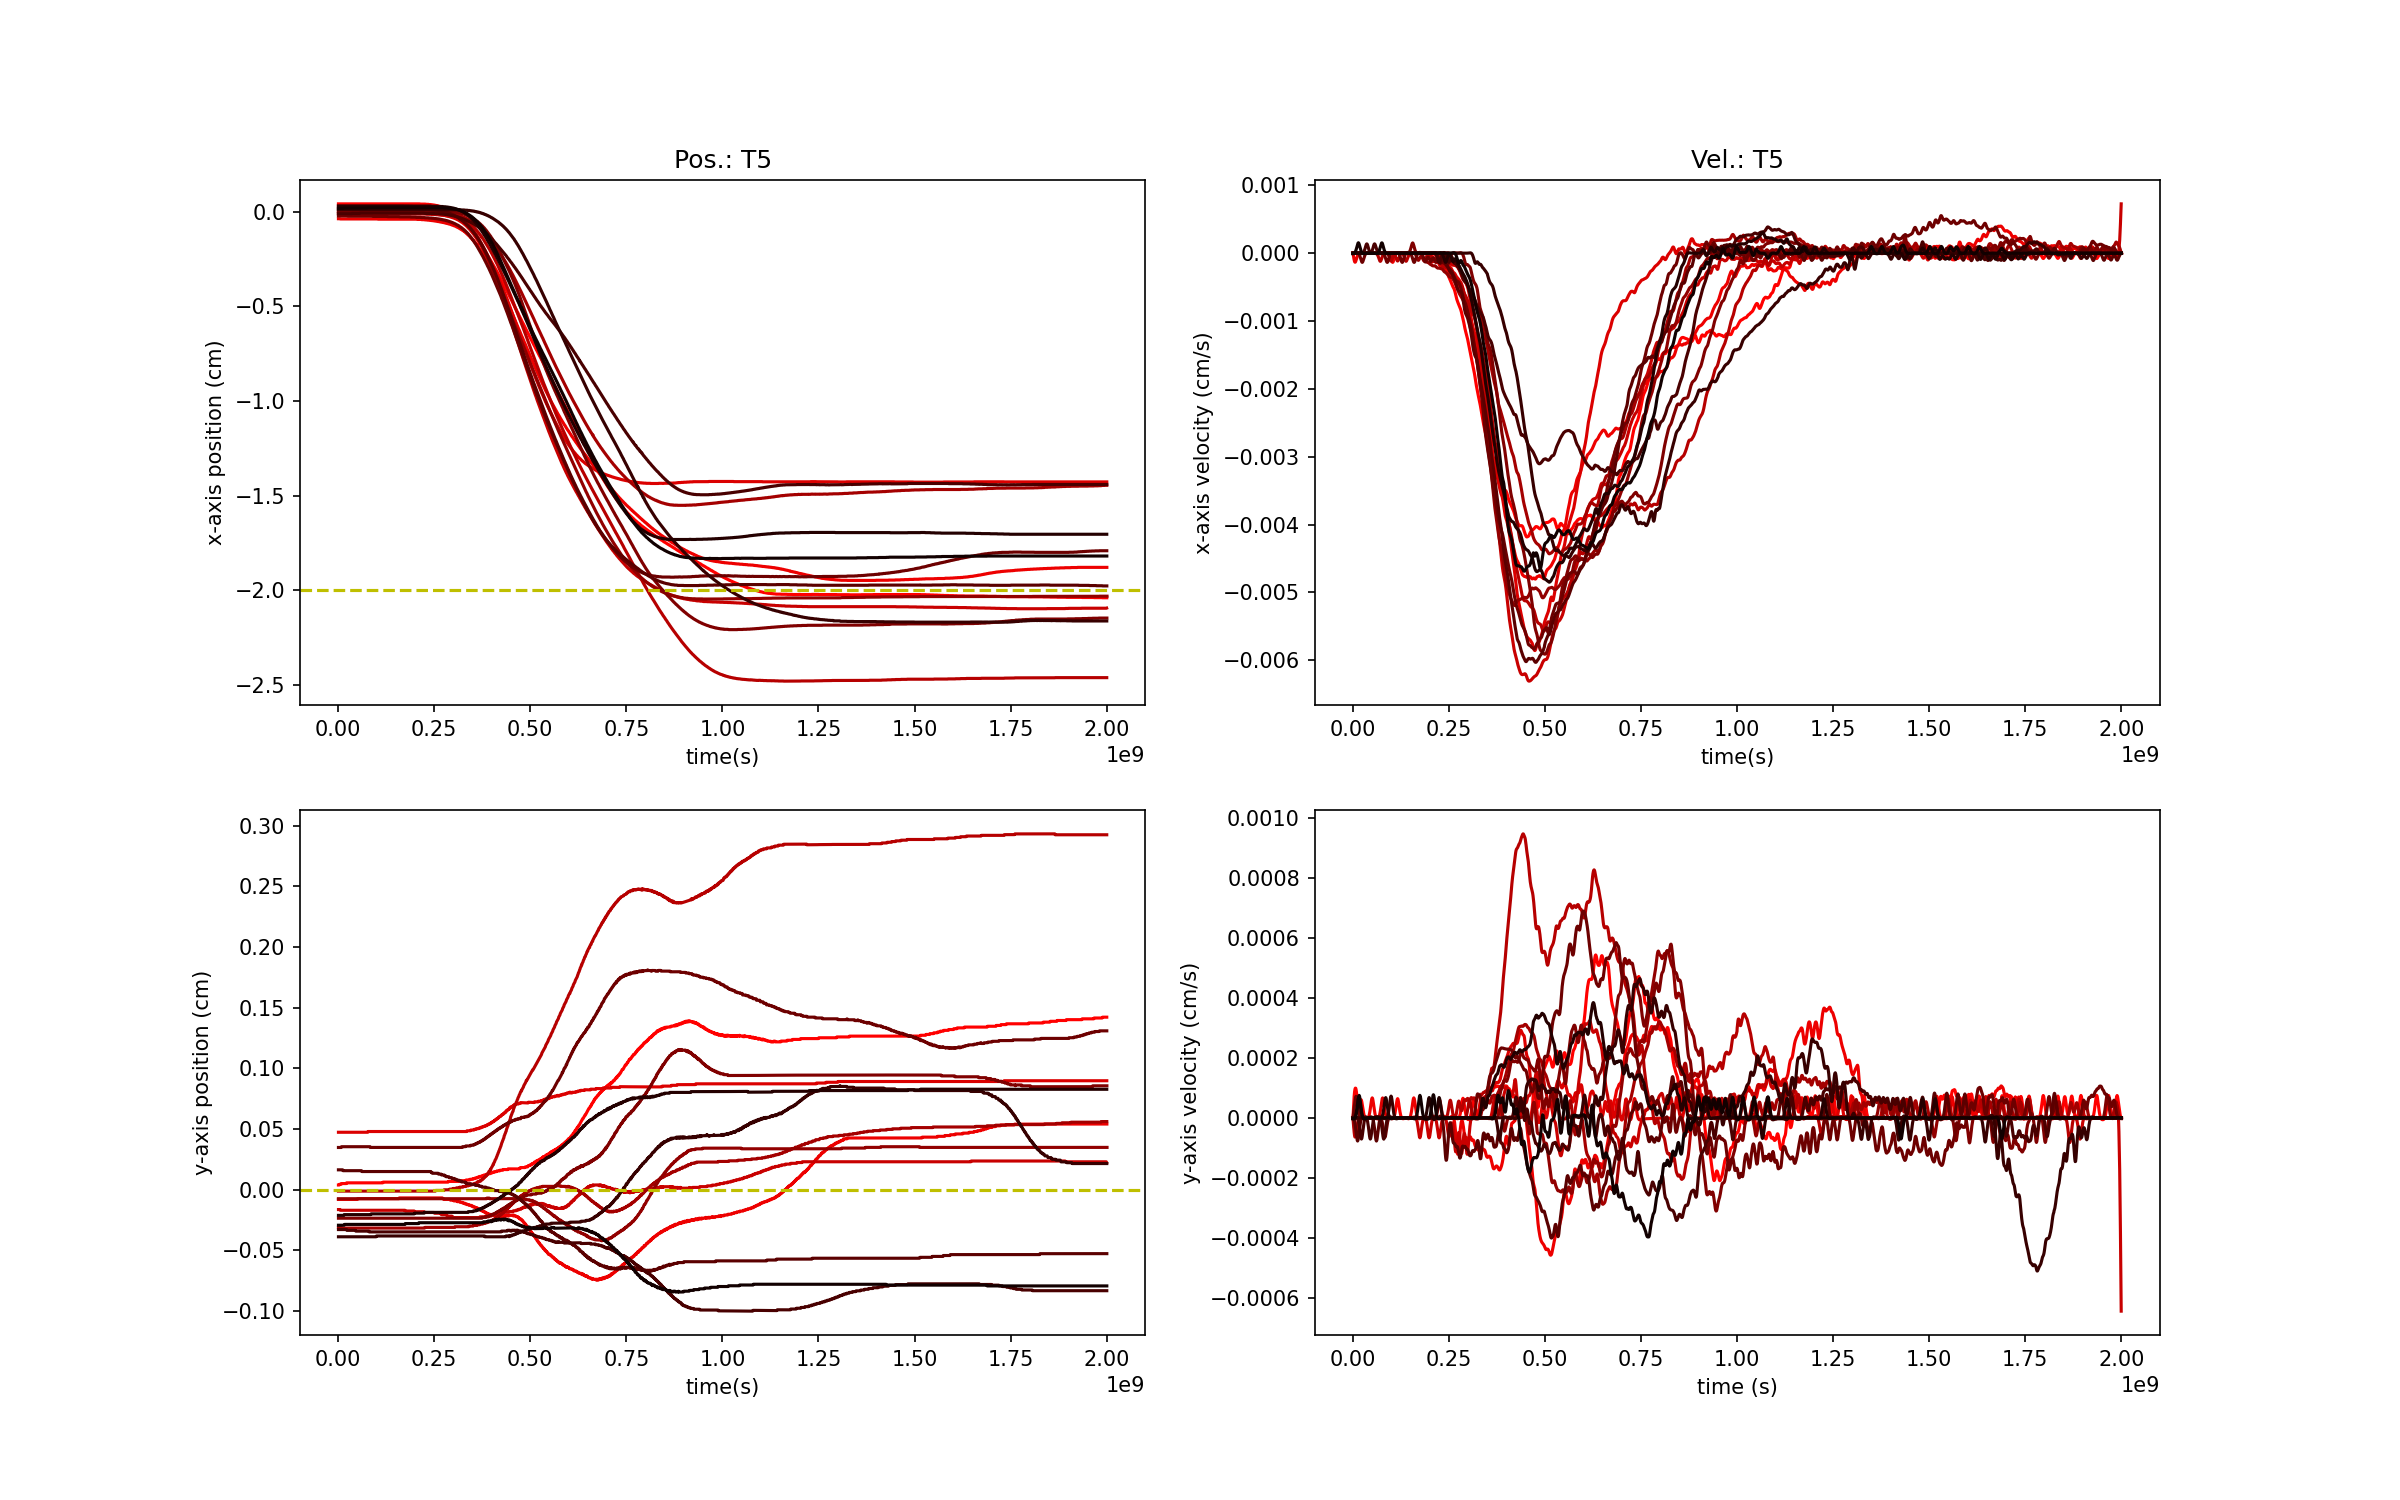 Pos.: T5
0.0
−0.5
−1.0
−1.5
−2.0
−2.5
x-axis position (cm)
0.00 0.25 0.50 0.75 1.00 1.25 1.50 1.75 2.00
time(s)
1e9
Vel.: T5
0.001
0.000
−0.001
−0.002
−0.003
−0.004
−0.005
−0.006
x-axis velocity (cm/s)
0.00 0.25 0.50 0.75 1.00 1.25 1.50 1.75 2.00
time(s)
1e9
0.30
0.25
0.20
0.15
0.10
0.05
0.00
−0.05
−0.10
y-axis position (cm)
0.00 0.25 0.50 0.75 1.00 1.25 1.50 1.75 2.00
time(s)
1e9
0.0010
0.0008
0.0006
0.0004
0.0002
0.0000
−0.0002
−0.0004
−0.0006
y-axis velocity (cm/s)
0.00 0.25 0.50 0.75 1.00 1.25 1.50 1.75 2.00
time (s)
1e9